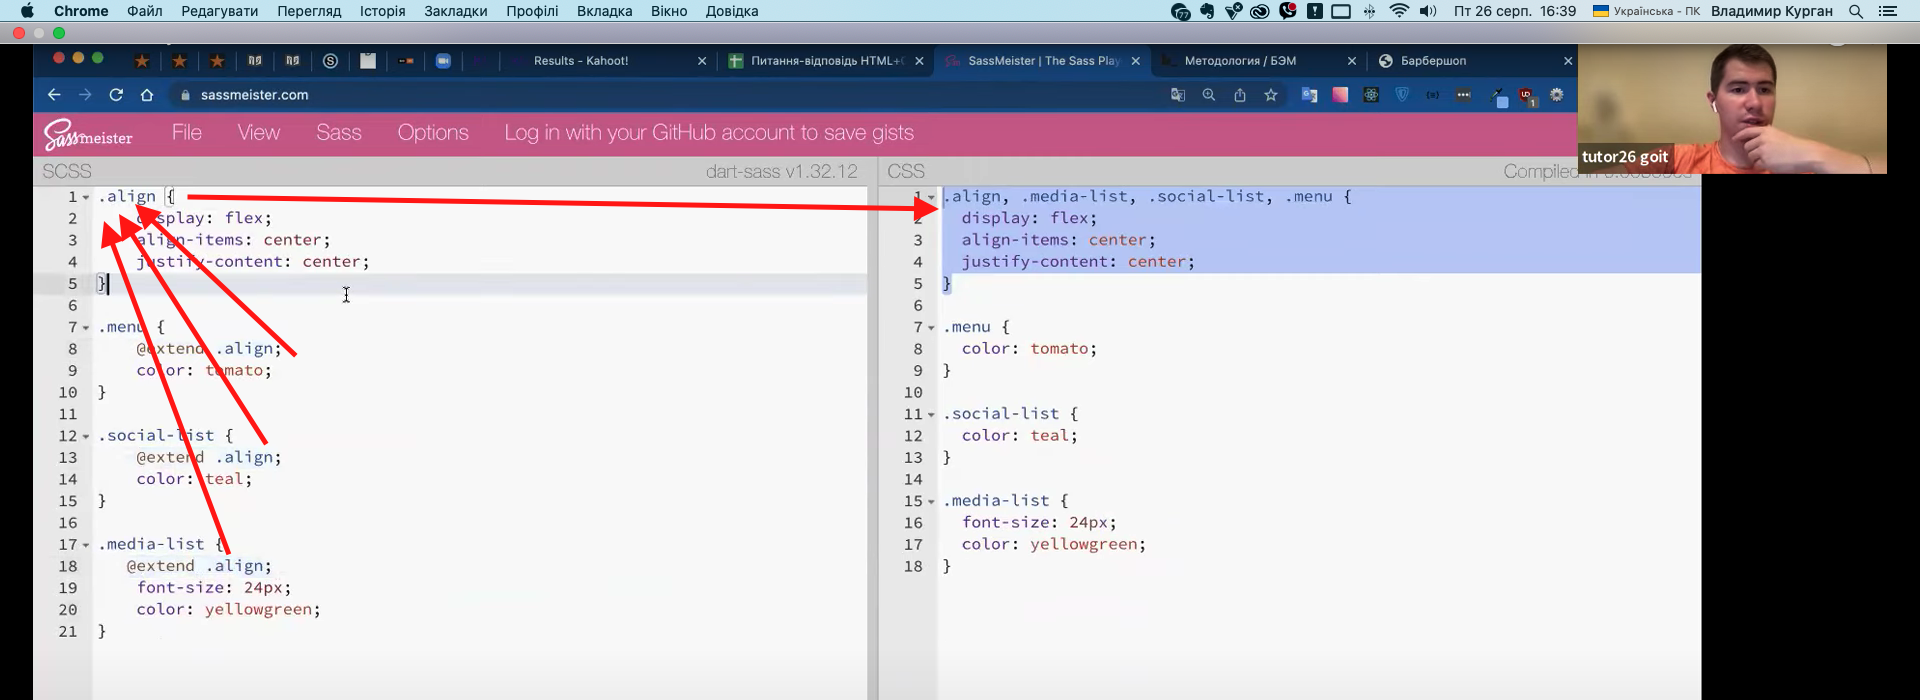 Chrome Файл Редагувати Перегляд Історія Закладки Профілі Вкладка Вікно Довідка Пт 26 серп. 16:39 Українська - ПК Владимир Курган
Results - Kahoot! Питання-відповідь HTML+ SassMeister | The Sass Play Методология / БЭМ Барбершоп
sassmeister.com
Sassmeister File View Sass Options Log in with your GitHub account to save gists
tutor26 goit
SCSS dart-sass v1.32.12
1 .align {
2 display: flex;
3 align-items: center;
4 justify-content: center;
5 }
6
7 .menu {
8 @extend .align;
9 color: tomato;
10 }
11
12 .social-list {
13 @extend .align;
14 color: teal;
15 }
16
17 .media-list {
18 @extend .align;
19 font-size: 24px;
20 color: yellowgreen;
21 }
CSS Compiled in
1 .align, .media-list, .social-list, .menu {
2 display: flex;
3 align-items: center;
4 justify-content: center;
5 }
6
7 .menu {
8 color: tomato;
9 }
10
11 .social-list {
12 color: teal;
13 }
14
15 .media-list {
16 font-size: 24px;
17 color: yellowgreen;
18 }